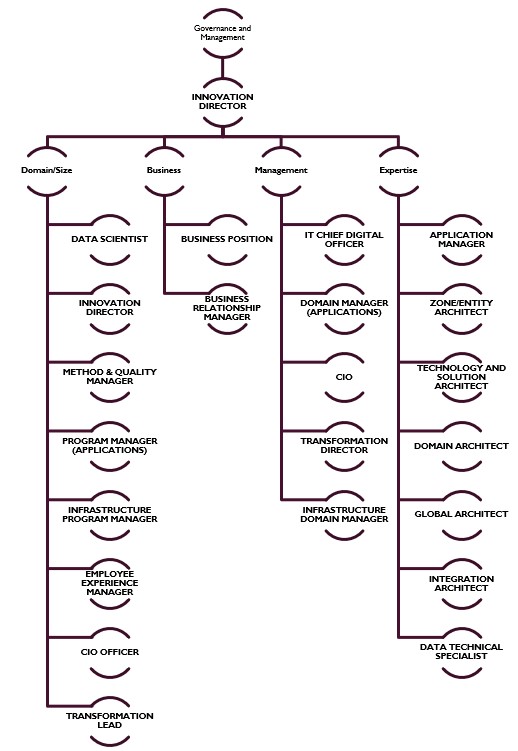 Governance and
Management
INNOVATION
DIRECTOR
Domain/Size
DATA SCIENTIST
INNOVATION
DIRECTOR
METHOD & QUALITY
MANAGER
PROGRAM MANAGER
(APPLICATIONS)
INFRASTRUCTURE
PROGRAM MANAGER
EMPLOYEE
EXPERIENCE
MANAGER
CIO OFFICER
TRANSFORMATION
LEAD
Business
BUSINESS POSITION
BUSINESS
RELATIONSHIP
MANAGER
Management
IT CHIEF DIGITAL
OFFICER
DOMAIN MANAGER
(APPLICATIONS)
CIO
TRANSFORMATION
DIRECTOR
INFRASTRUCTURE
DOMAIN MANAGER
Expertise
APPLICATION
MANAGER
ZONE/ENTITY
ARCHITECT
TECHNOLOGY AND
SOLUTION
ARCHITECT
DOMAIN ARCHITECT
GLOBAL ARCHITECT
INTEGRATION
ARCHITECT
DATA TECHNICAL
SPECIALIST